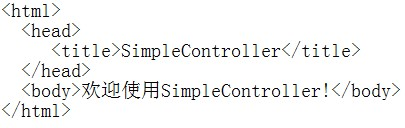 <html>
<head>
<title>SimpleController</title>
</head>
<body>欢迎使用SimpleController!</body>
</html>